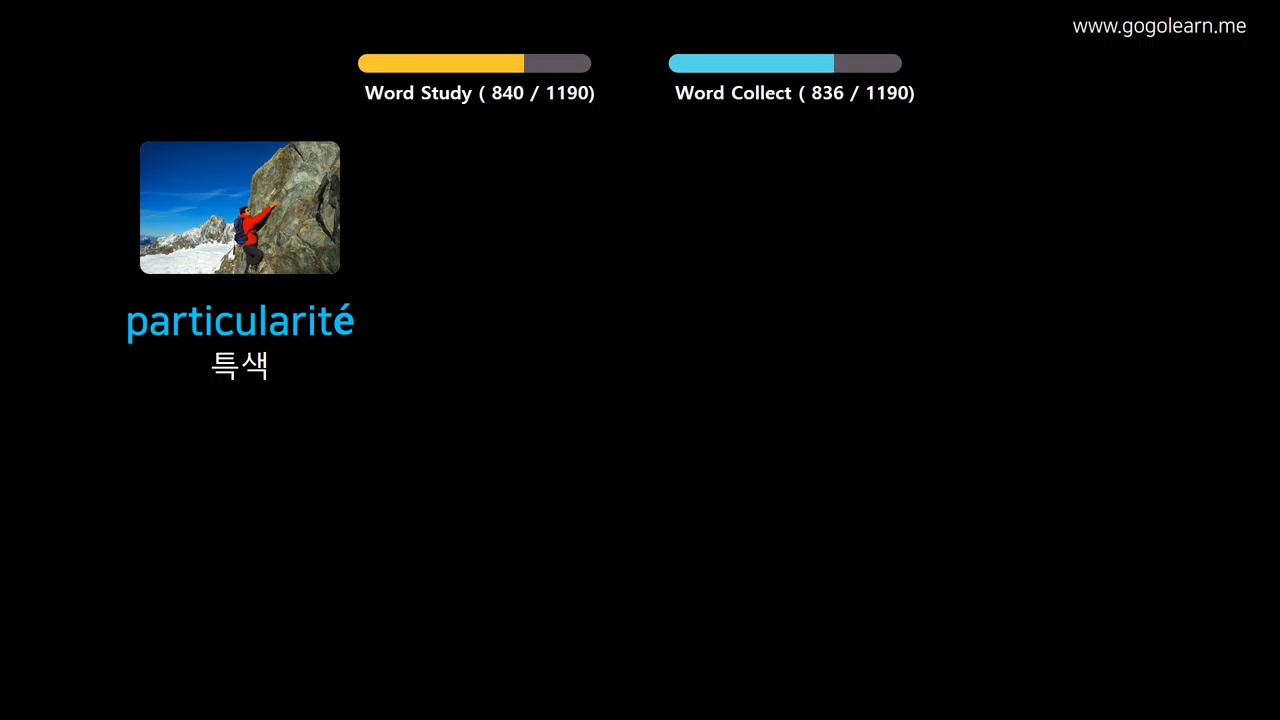 www.gogolearn.me
Word Study ( 840 / 1190)
Word Collect ( 836 / 1190)
particularité
특색